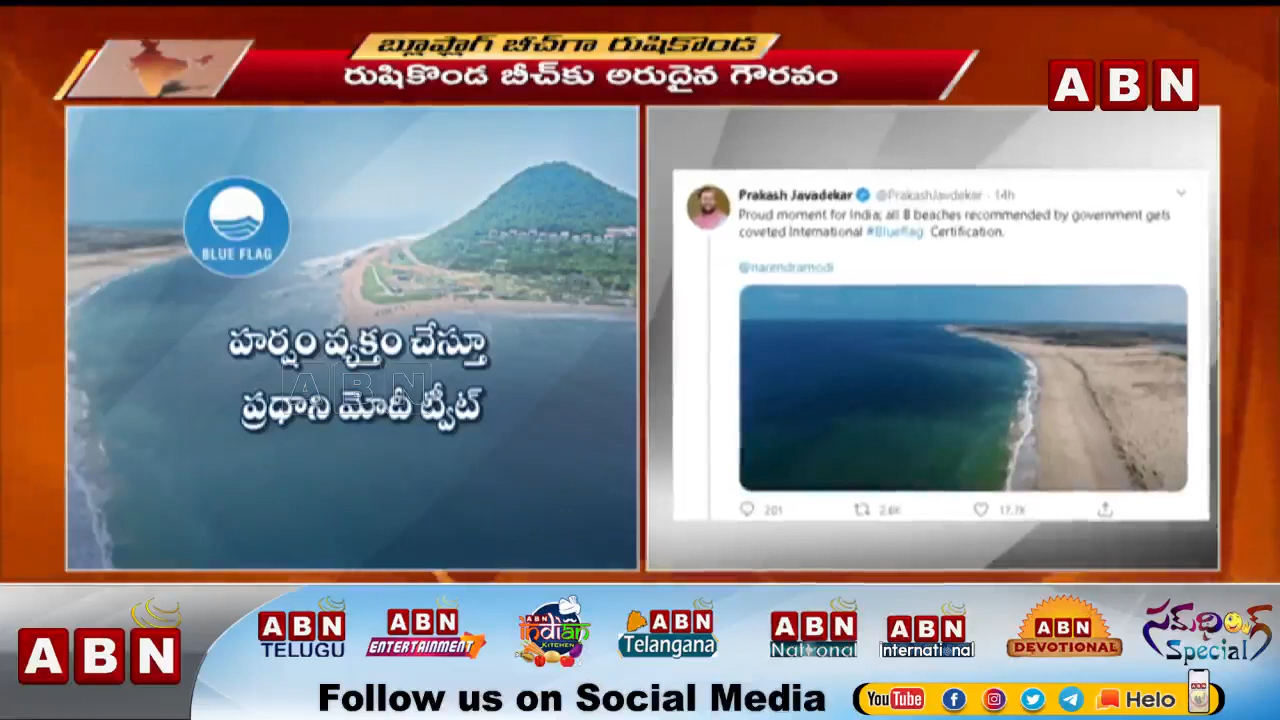 బ్లూఫ్లాగ్ బీచ్‌గా రుషికొండ
రుషికొండ బీచ్‌కు అరుదైన గౌరవం
ABN
BLUE FLAG
హర్షం వ్యక్తం చేస్తూ
ప్రధాని మోదీ ట్వీట్
ABN
Prakash Javadekar @PrakashJavdekar · 14h
Proud moment for India; all 8 beaches recommended by government gets
coveted International #Blueflag Certification.
@narendramodi
201 2.6K 17.7K
ABN
ABN TELUGU
ABN ENTERTAINMENT
ABN Indian KITCHEN
ABN Telangana
ABN National
ABN International
ABN DEVOTIONAL
Special
Follow us on Social Media
YouTube Helo